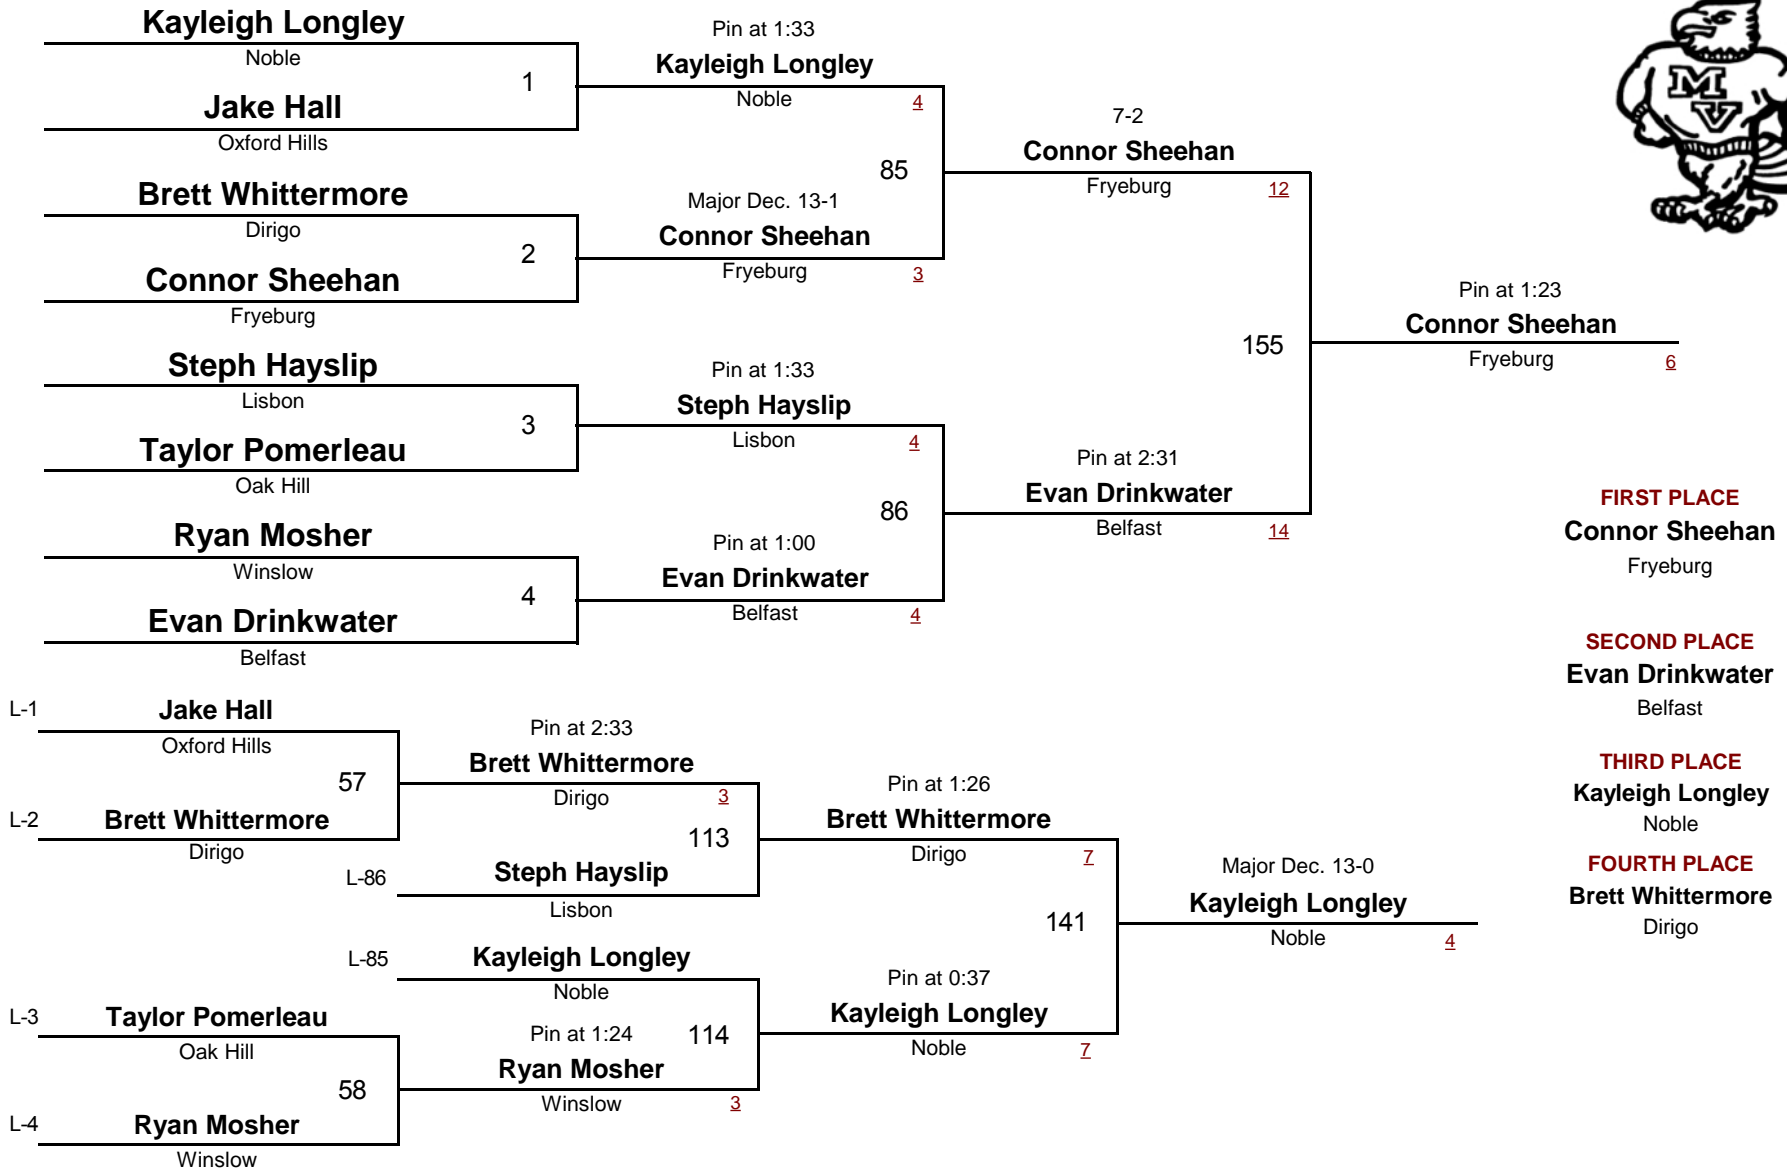 Kayleigh Longley
Noble
1
Jake Hall
Oxford Hills
Brett Whittermore
Dirigo
2
Connor Sheehan
Fryeburg
Steph Hayslip
Lisbon
3
Taylor Pomerleau
Oak Hill
Ryan Mosher
Winslow
4
Evan Drinkwater
Belfast
Pin at 1:33
Kayleigh Longley
Noble
4
85
Major Dec. 13-1
Connor Sheehan
Fryeburg
3
Pin at 1:33
Steph Hayslip
Lisbon
4
86
Pin at 1:00
Evan Drinkwater
Belfast
4
7-2
Connor Sheehan
Fryeburg
12
155
Pin at 2:31
Evan Drinkwater
Belfast
14
Pin at 1:23
Connor Sheehan
Fryeburg
6
M
V
FIRST PLACE
Connor Sheehan
Fryeburg
SECOND PLACE
Evan Drinkwater
Belfast
THIRD PLACE
Kayleigh Longley
Noble
FOURTH PLACE
Brett Whittermore
Dirigo
L-1
Jake Hall
Oxford Hills
57
L-2
Brett Whittermore
Dirigo
Pin at 2:33
Brett Whittermore
Dirigo
3
113
L-86
Steph Hayslip
Lisbon
L-85
Kayleigh Longley
Noble
L-3
Taylor Pomerleau
Oak Hill
58
L-4
Ryan Mosher
Winslow
Pin at 1:24
114
Ryan Mosher
Winslow
3
Pin at 1:26
Brett Whittermore
Dirigo
7
141
Pin at 0:37
Kayleigh Longley
Noble
7
Major Dec. 13-0
Kayleigh Longley
Noble
4